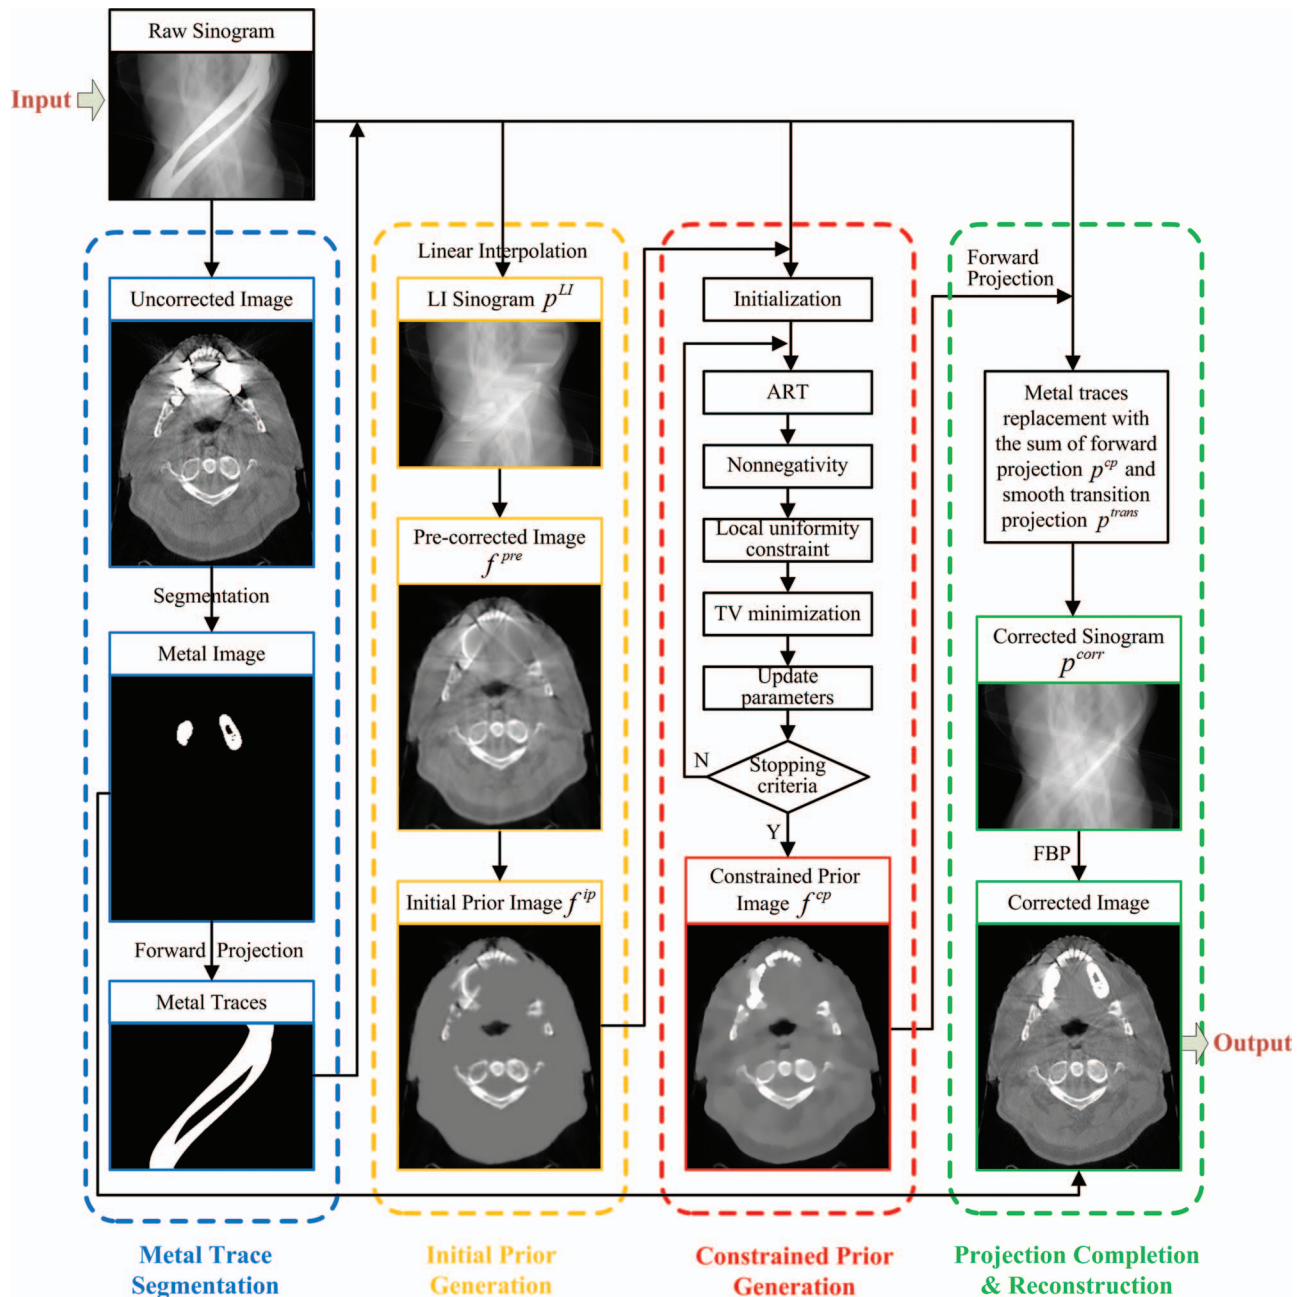 Raw Sinogram
Input
Uncorrected Image
Segmentation
Metal Image
Forward Projection
Metal Traces
Metal Trace
Segmentation
Linear Interpolation
LI Sinogram p^{LI}
Pre-corrected Image
f^{pre}
Initial Prior Image f^{ip}
Initial Prior
Generation
Initialization
ART
Nonnegativity
Local uniformity
constraint
TV minimization
Update
parameters
Stopping
criteria
N
Y
Constrained Prior
Image f^{cp}
Constrained Prior
Generation
Forward
Projection
Metal traces
replacement with
the sum of forward
projection p^{cp} and
smooth transition
projection p^{trans}
Corrected Sinogram
p^{corr}
FBP
Corrected Image
Output
Projection Completion
& Reconstruction